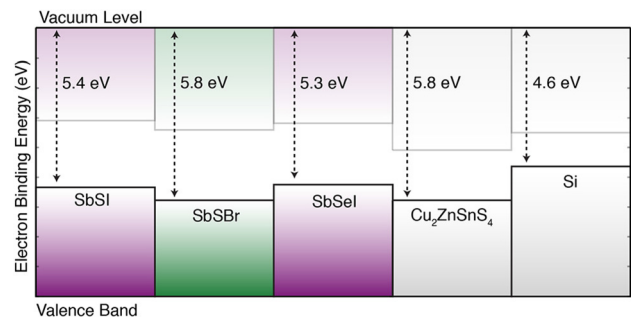 Vacuum Level
Electron Binding Energy (eV)
5.4 eV
5.8 eV
5.3 eV
5.8 eV
4.6 eV
SbSI
SbSBr
SbSeI
Cu₂ZnSnS₄
Si
Valence Band